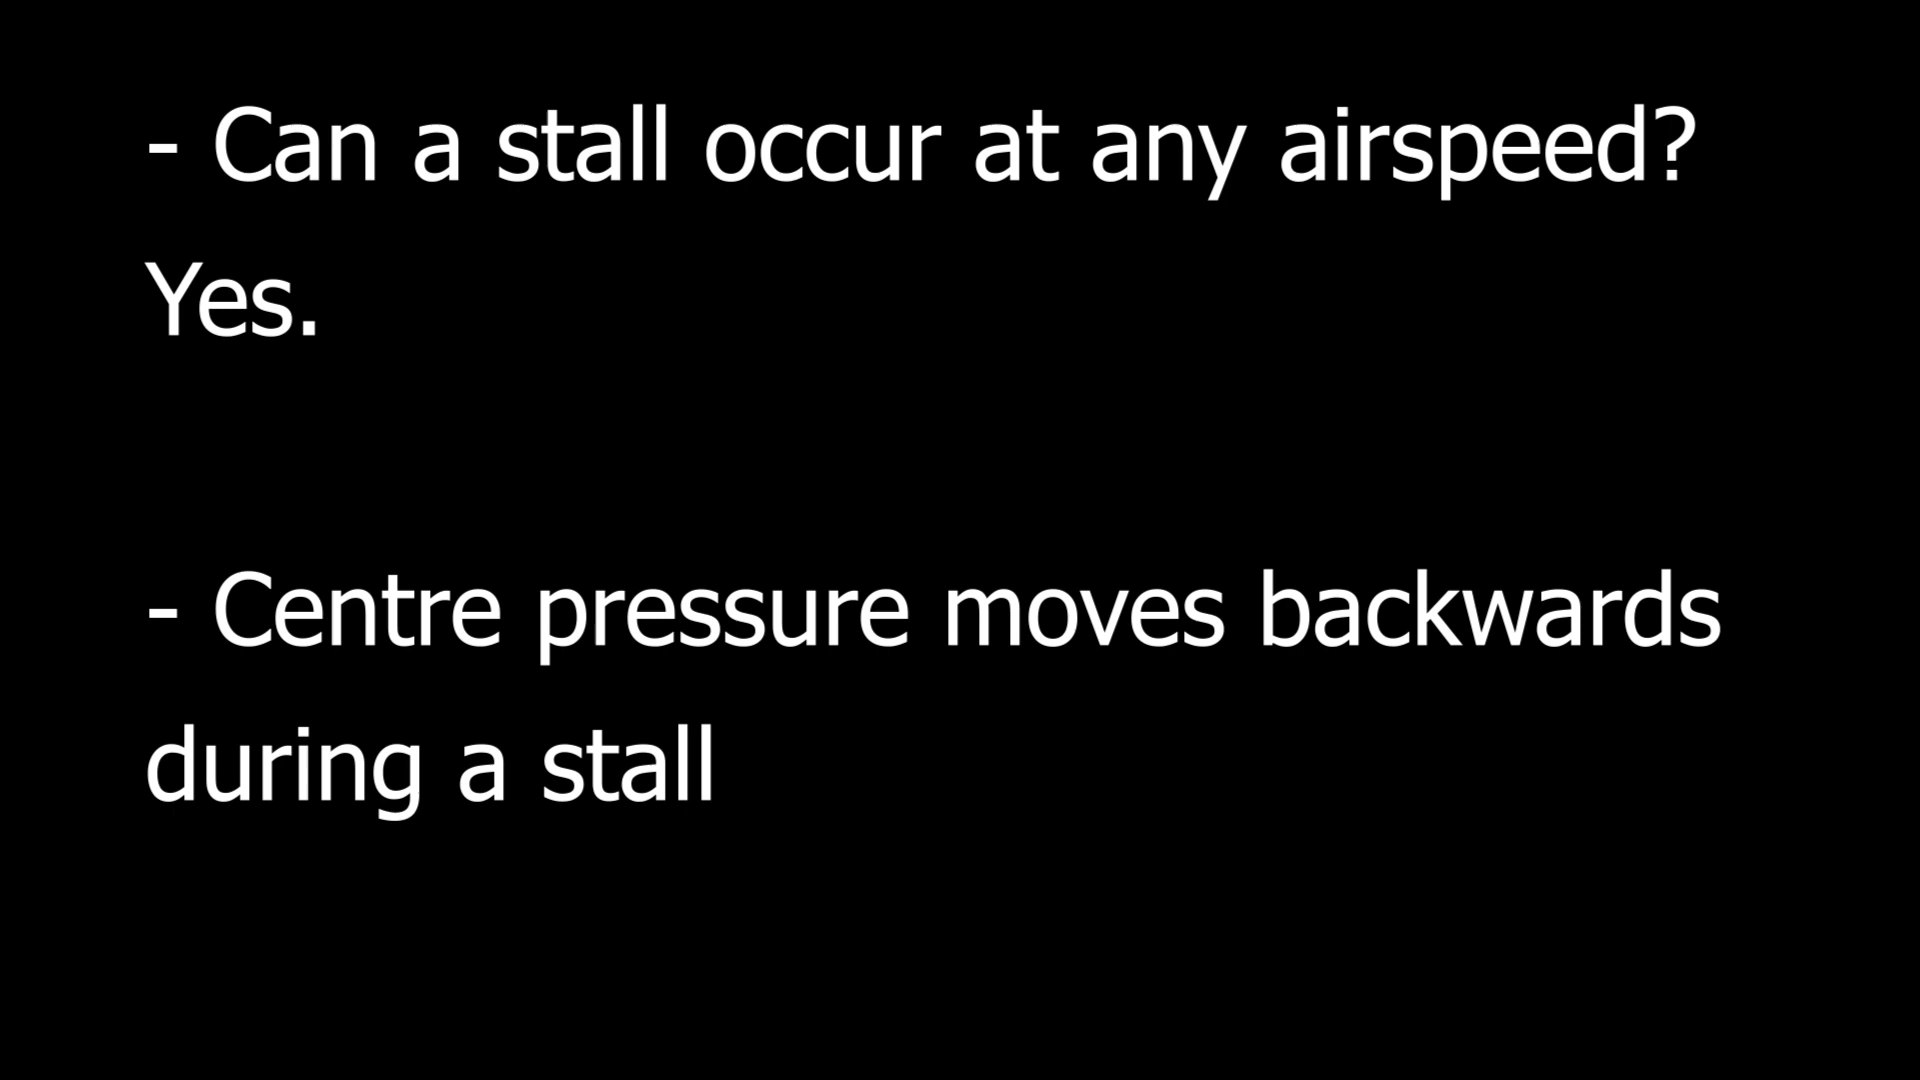 - Can a stall occur at any airspeed?
Yes.
- Centre pressure moves backwards
during a stall